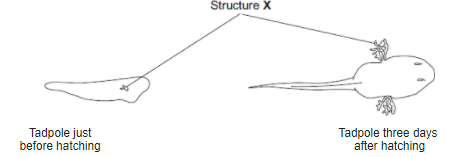 Structure X
Tadpole just
before hatching
Tadpole three days
after hatching